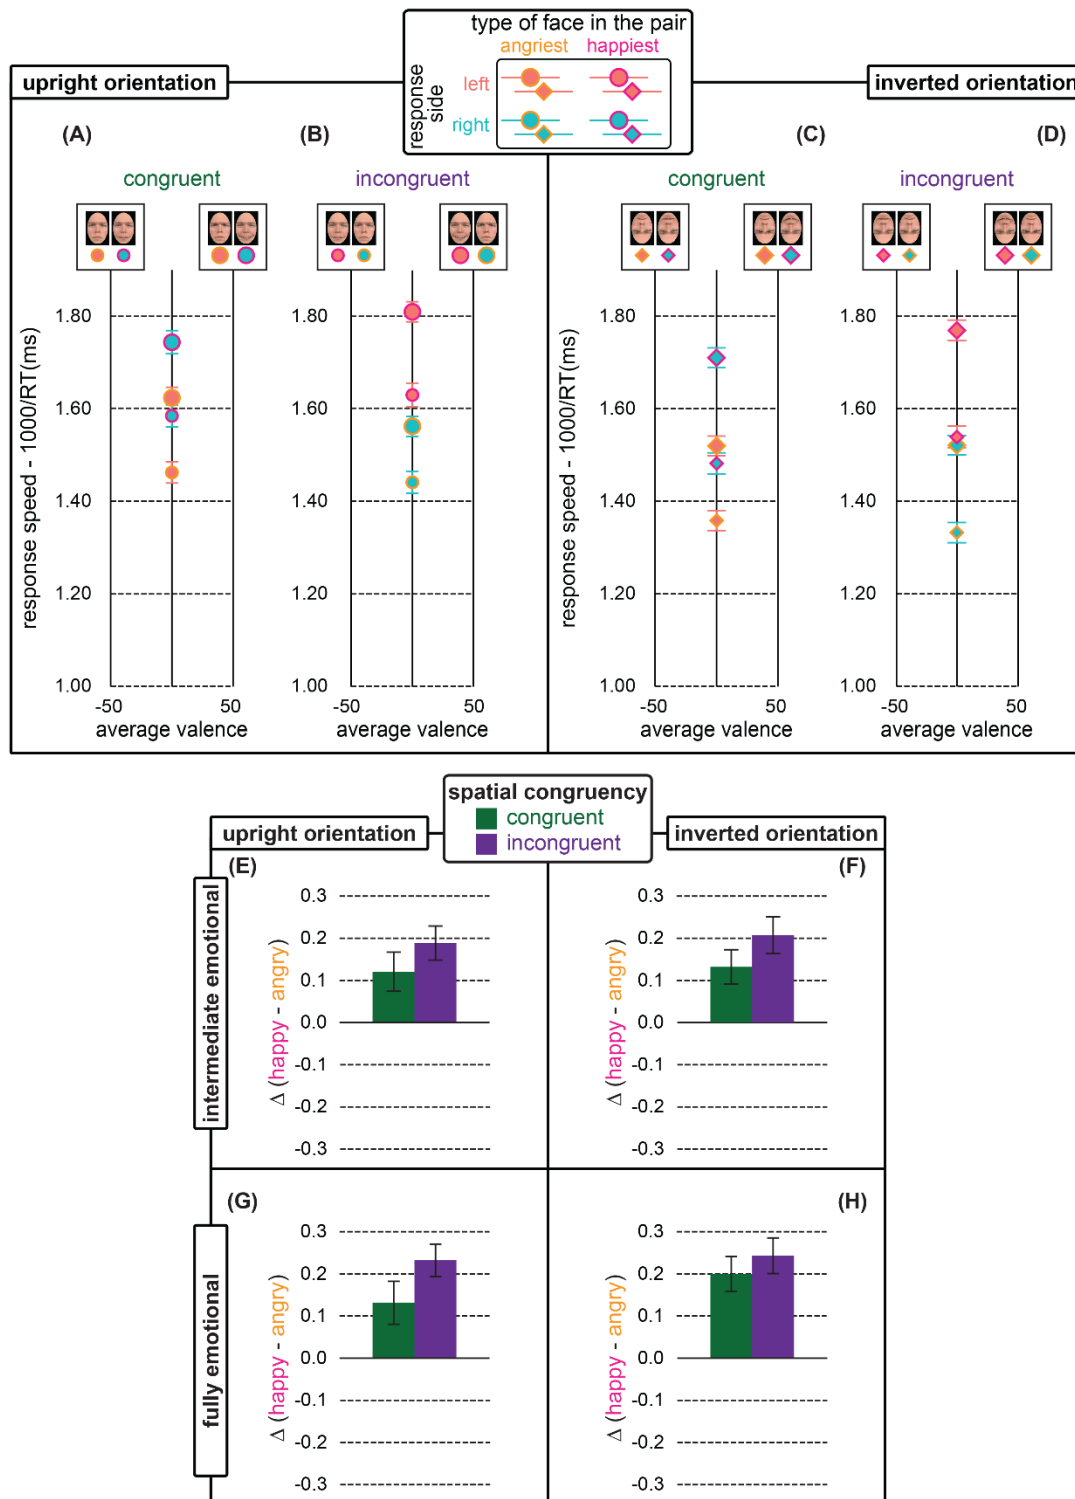 type of face in the pair
angriest happiest
response side
left
right
upright orientation
inverted orientation
(A)
(B)
(C)
(D)
congruent
incongruent
congruent
incongruent
response speed - 1000/RT(ms)
1.80
1.60
1.40
1.20
1.00
-50 50
average valence
1.80
1.60
1.40
1.20
1.00
-50 50
average valence
response speed - 1000/RT(ms)
1.80
1.60
1.40
1.20
1.00
-50 50
average valence
1.80
1.60
1.40
1.20
1.00
-50 50
average valence
spatial congruency
congruent
incongruent
upright orientation
inverted orientation
intermediate emotional
(E)
Δ (happy - angry)
0.3
0.2
0.1
0.0
-0.1
-0.2
-0.3
(F)
Δ (happy - angry)
0.3
0.2
0.1
0.0
-0.1
-0.2
-0.3
fully emotional
(G)
Δ (happy - angry)
0.3
0.2
0.1
0.0
-0.1
-0.2
-0.3
(H)
Δ (happy - angry)
0.3
0.2
0.1
0.0
-0.1
-0.2
-0.3